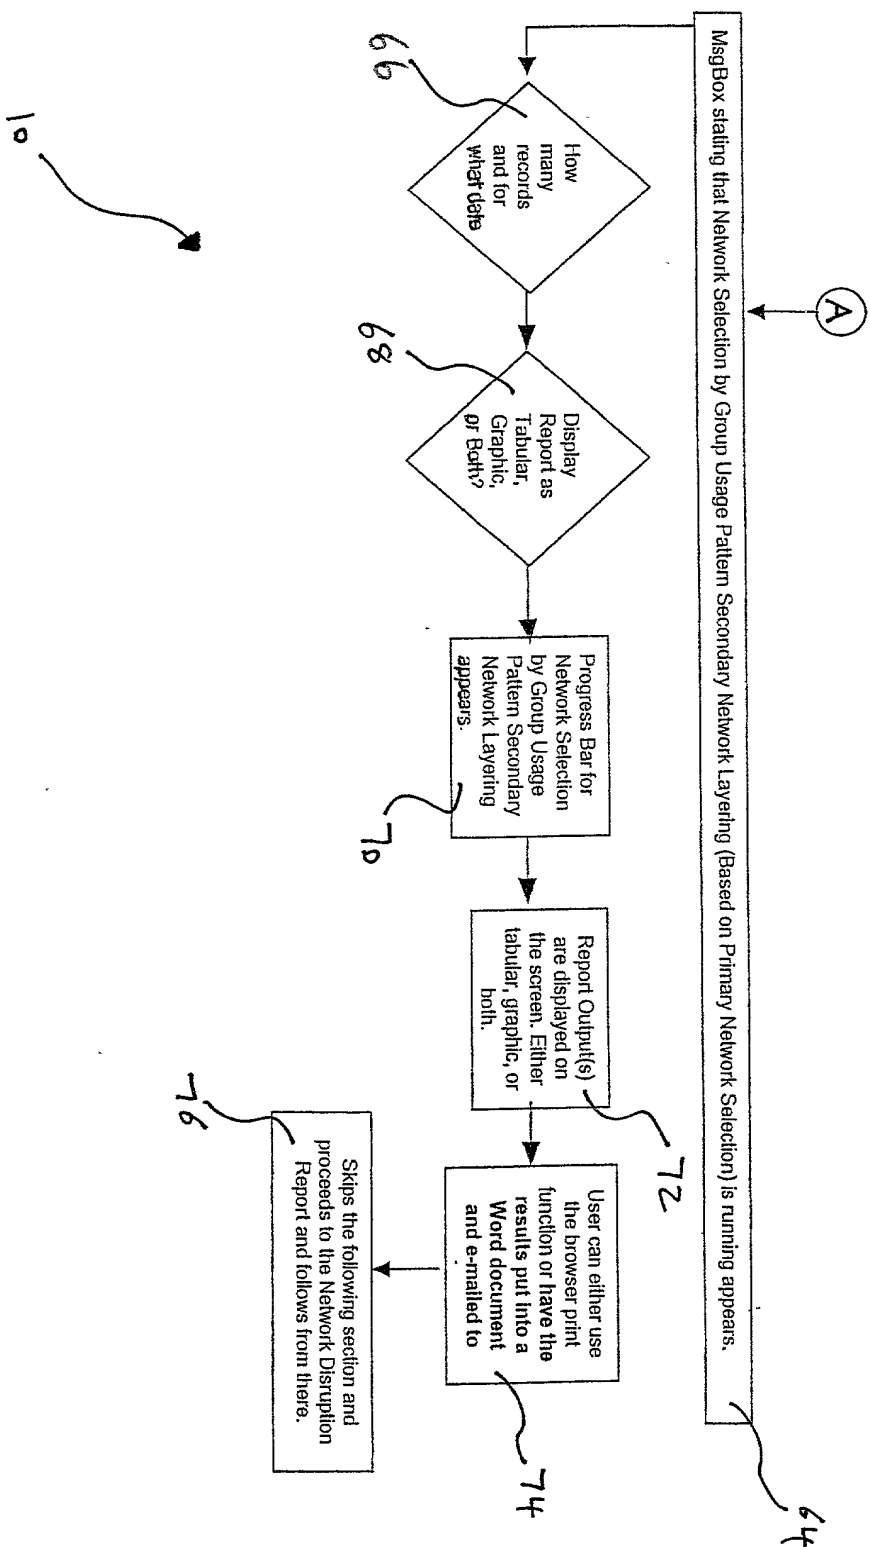 A
MsgBox stating that Network Selection by Group Usage Pattern Secondary Network Layering (Based on Primary Network Selection) is running appears.
64
How
many
records
and for
what date
66
Display
Report as
Tabular,
Graphic,
or Both?
68
Progress Bar for
Network Selection
by Group Usage
Pattern Secondary
Network Layering
appears.
70
Report Output(s)
are displayed on
the screen. Either
tabular, graphic, or
both.
72
User can either use
the browser print
function or have the
results put into a
Word document
and e-mailed to
74
Skips the following section and
proceeds to the Network Disruption
Report and follows from there.
76
10